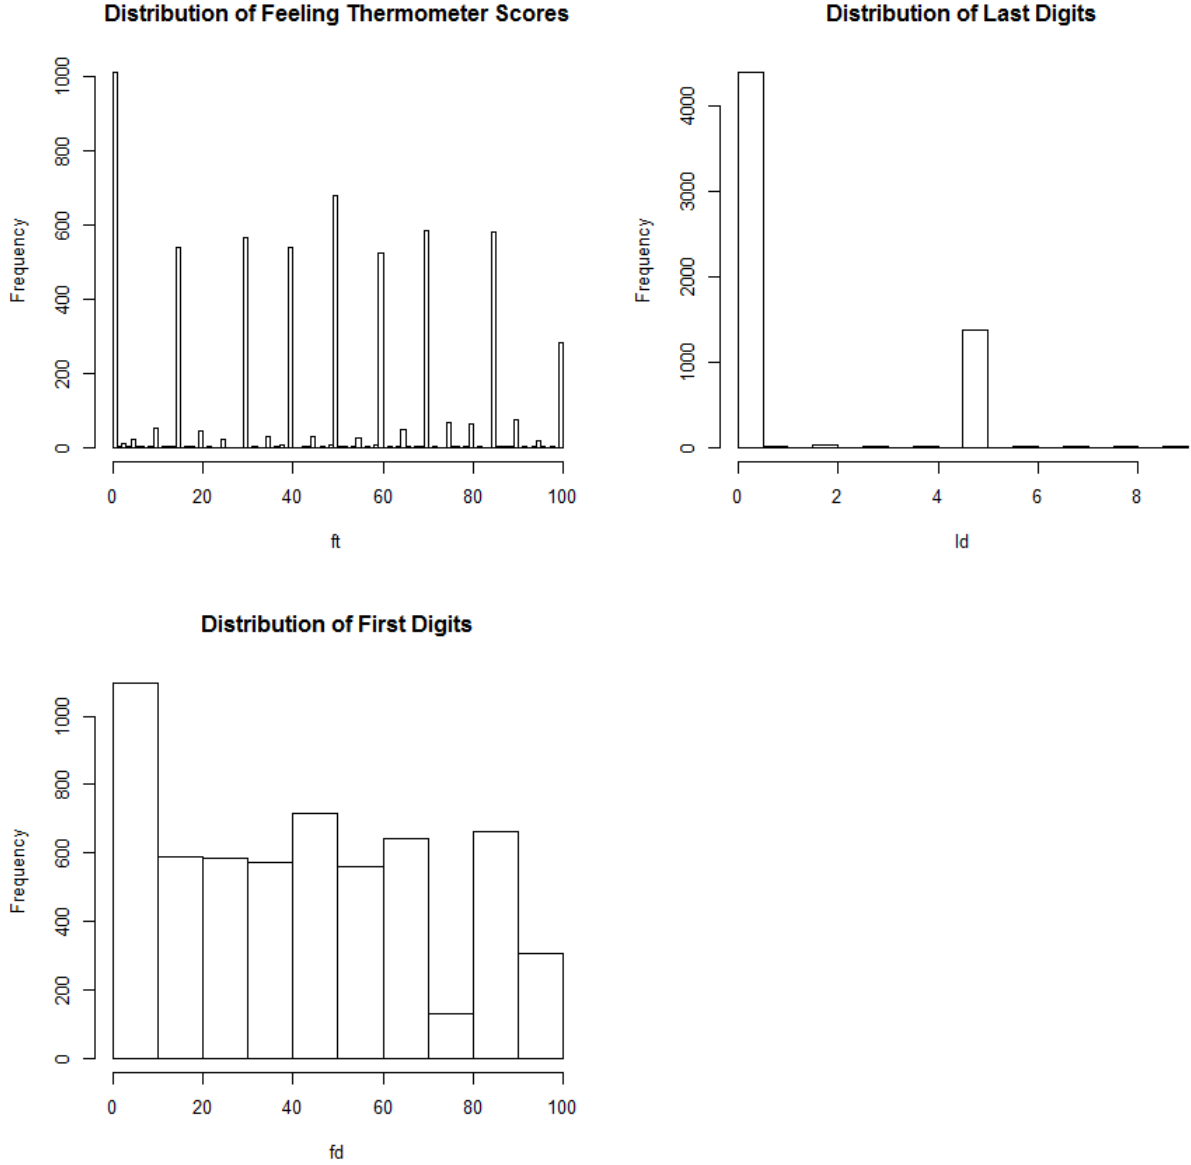 Distribution of Feeling Thermometer Scores
Frequency
0 200 400 600 800 1000
0 20 40 60 80 100
ft
Distribution of Last Digits
Frequency
0 1000 2000 3000 4000
0 2 4 6 8
ld
Distribution of First Digits
Frequency
0 200 400 600 800 1000
0 20 40 60 80 100
fd